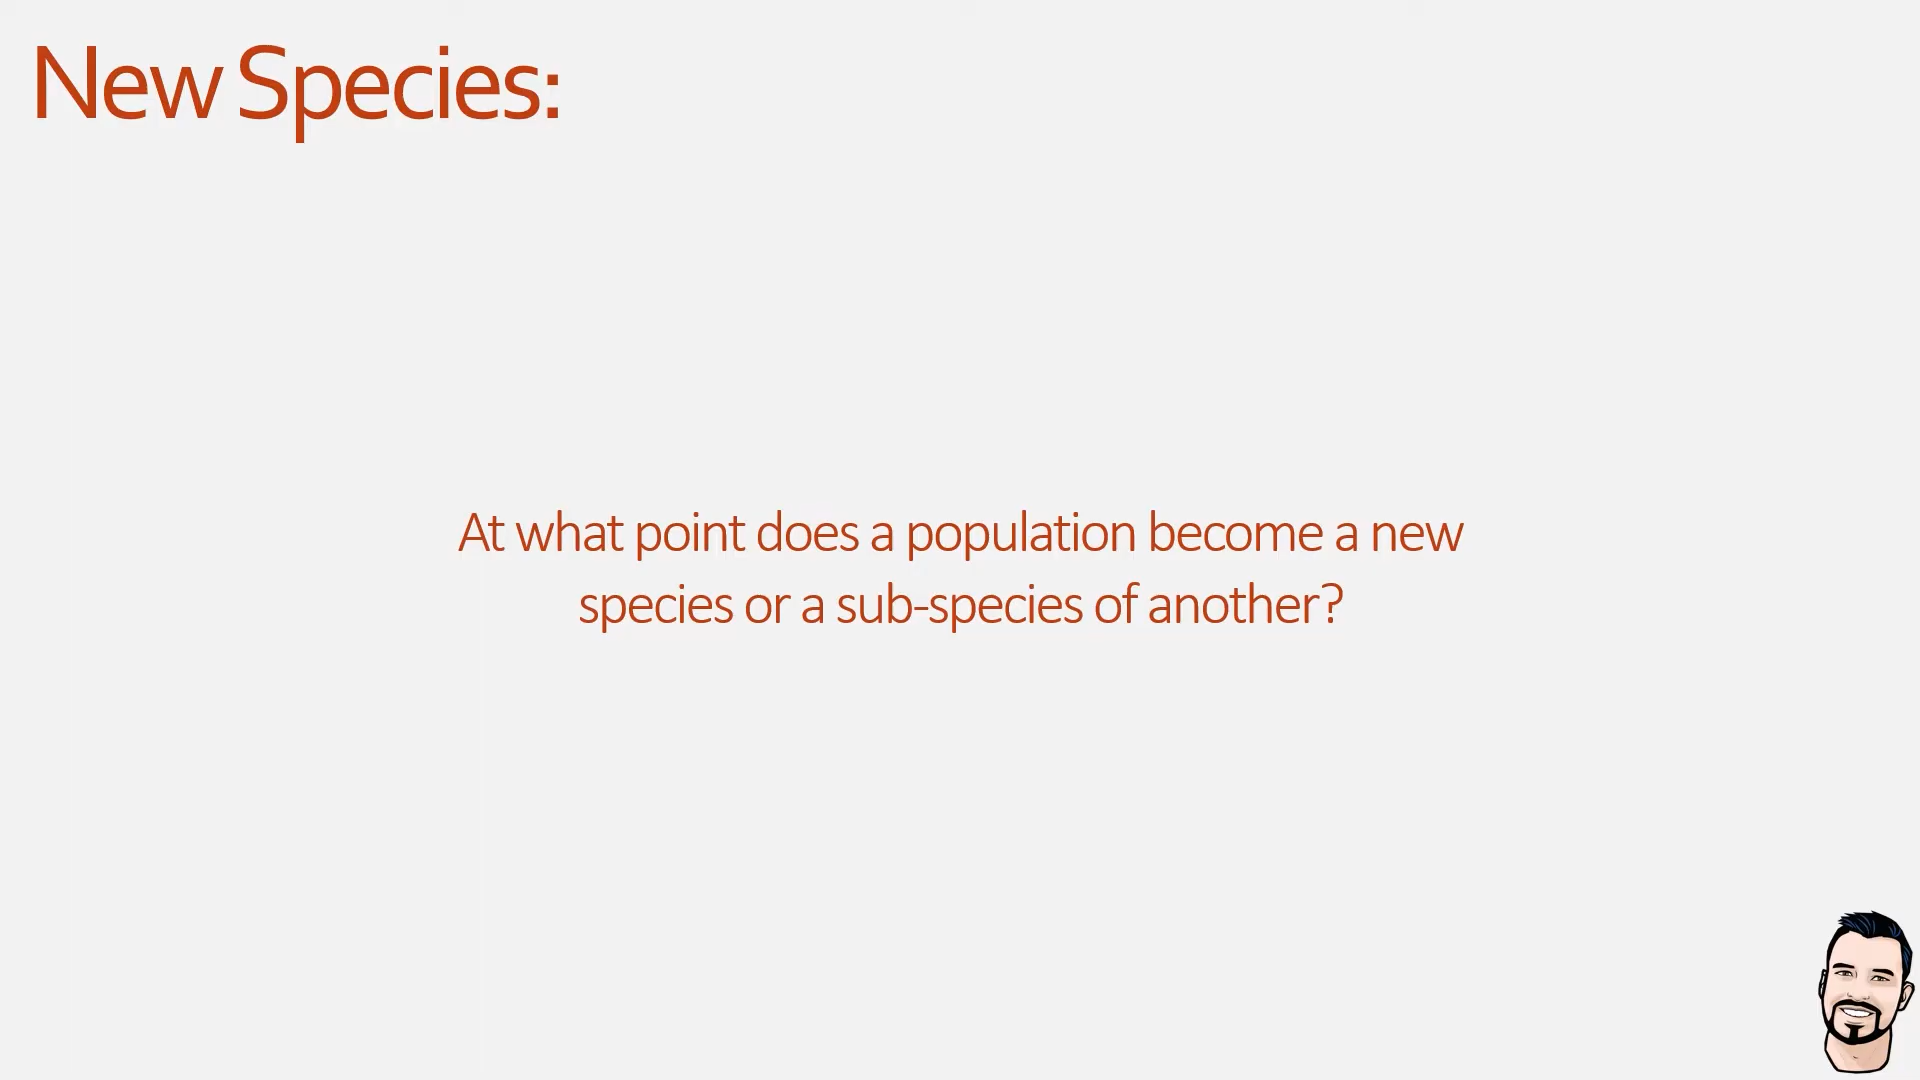 New Species:
At what point does a population become a new
species or a sub-species of another?